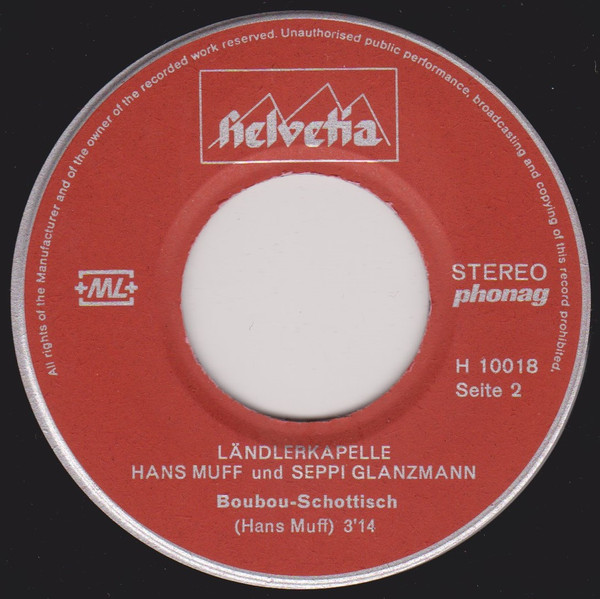 All rights of the Manufacturer and of the owner of the recorded work reserved. Unauthorised public performance, broadcasting and copying of this record prohibited.
helvetia
+ML+
STEREO
phonag
H 10018
Seite 2
LÄNDLERKAPELLE
HANS MUFF und SEPPI GLANZMANN
Boubou-Schottisch
(Hans Muff) 3'14